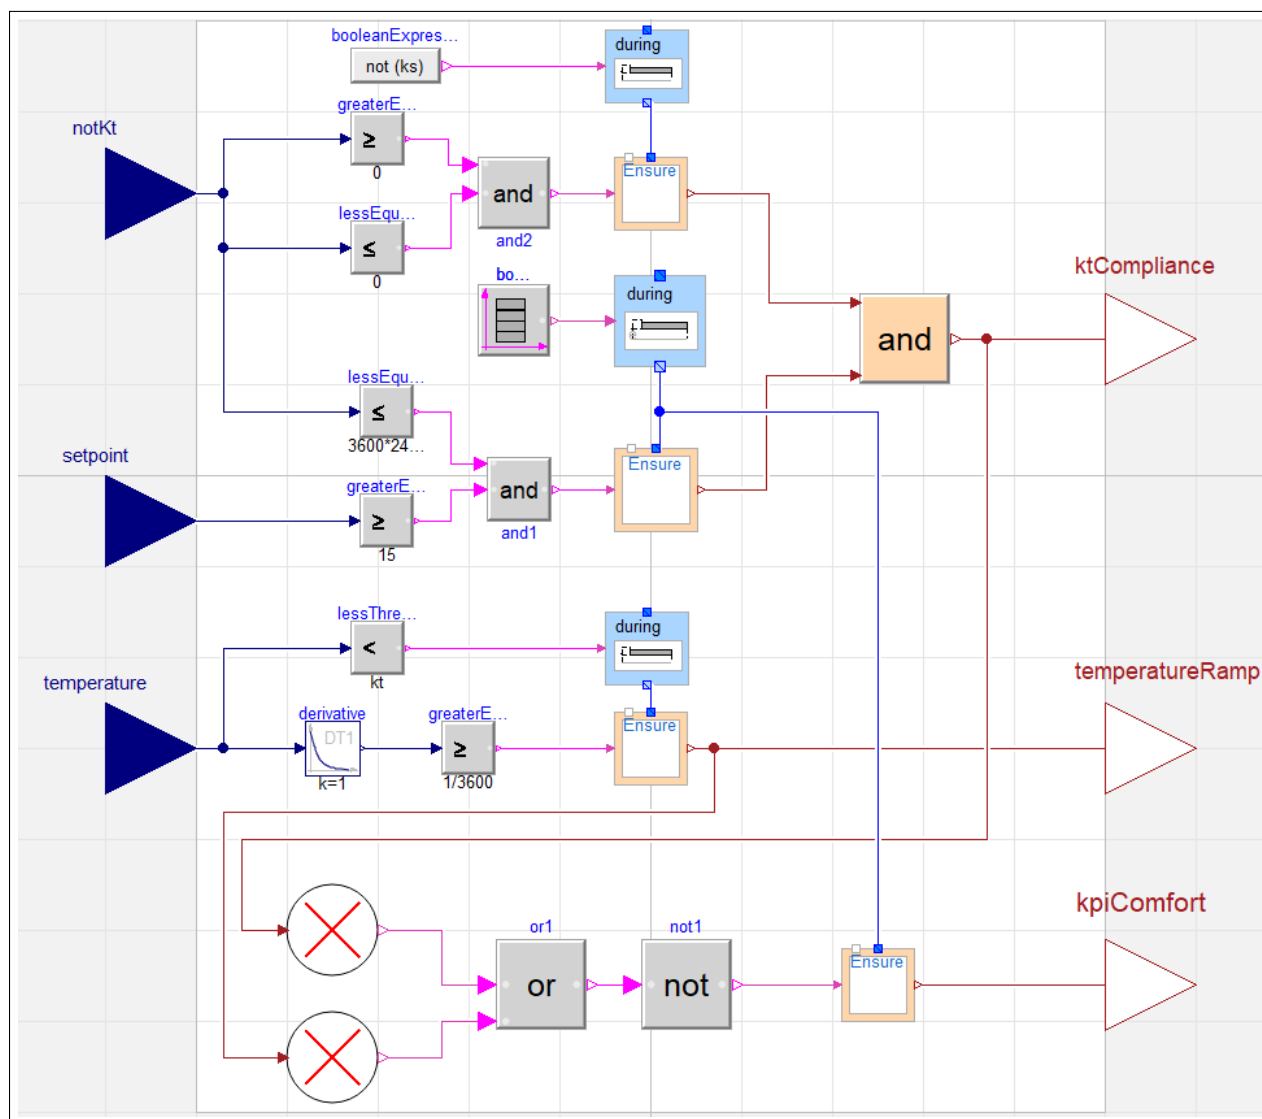 booleanExpres...
not (ks)
during
greaterE...
notKt
≥
0
Ensure
and
lessEqu...
and2
≤
0
bo...
during
ktCompliance
and
lessEqu...
≤
3600*24...
setpoint
Ensure
greaterE...
and
≥
15
and1
lessThre...
during
<
kt
temperature
temperatureRamp
derivative
greaterE...
Ensure
DT1
≥
k=1
1/3600
kpiComfort
or1
not1
Ensure
or
not